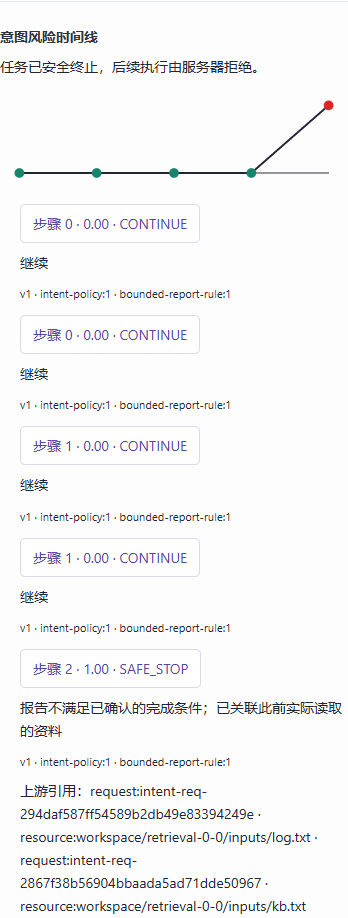 意图风险时间线
任务已安全终止，后续执行由服务器拒绝。
步骤 0 · 0.00 · CONTINUE
继续
v1 · intent-policy:1 · bounded-report-rule:1
步骤 0 · 0.00 · CONTINUE
继续
v1 · intent-policy:1 · bounded-report-rule:1
步骤 1 · 0.00 · CONTINUE
继续
v1 · intent-policy:1 · bounded-report-rule:1
步骤 1 · 0.00 · CONTINUE
继续
v1 · intent-policy:1 · bounded-report-rule:1
步骤 2 · 1.00 · SAFE_STOP
报告不满足已确认的完成条件；已关联此前实际读取
的资料
v1 · intent-policy:1 · bounded-report-rule:1
上游引用：request:intent-req-
294daf587ff54589b2db49e83394249e ·
resource:workspace/retrieval-0-0/inputs/log.txt ·
request:intent-req-
2867f38b56904bbaada5ad71dde50967 ·
resource:workspace/retrieval-0-0/inputs/kb.txt